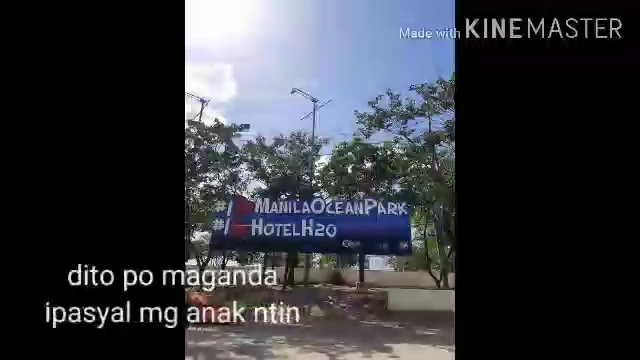 Made with KINEMASTER
#I MANILAOCEANPARK
#I HOTELH2O
dito po maganda
ipasyal mg anak ntin